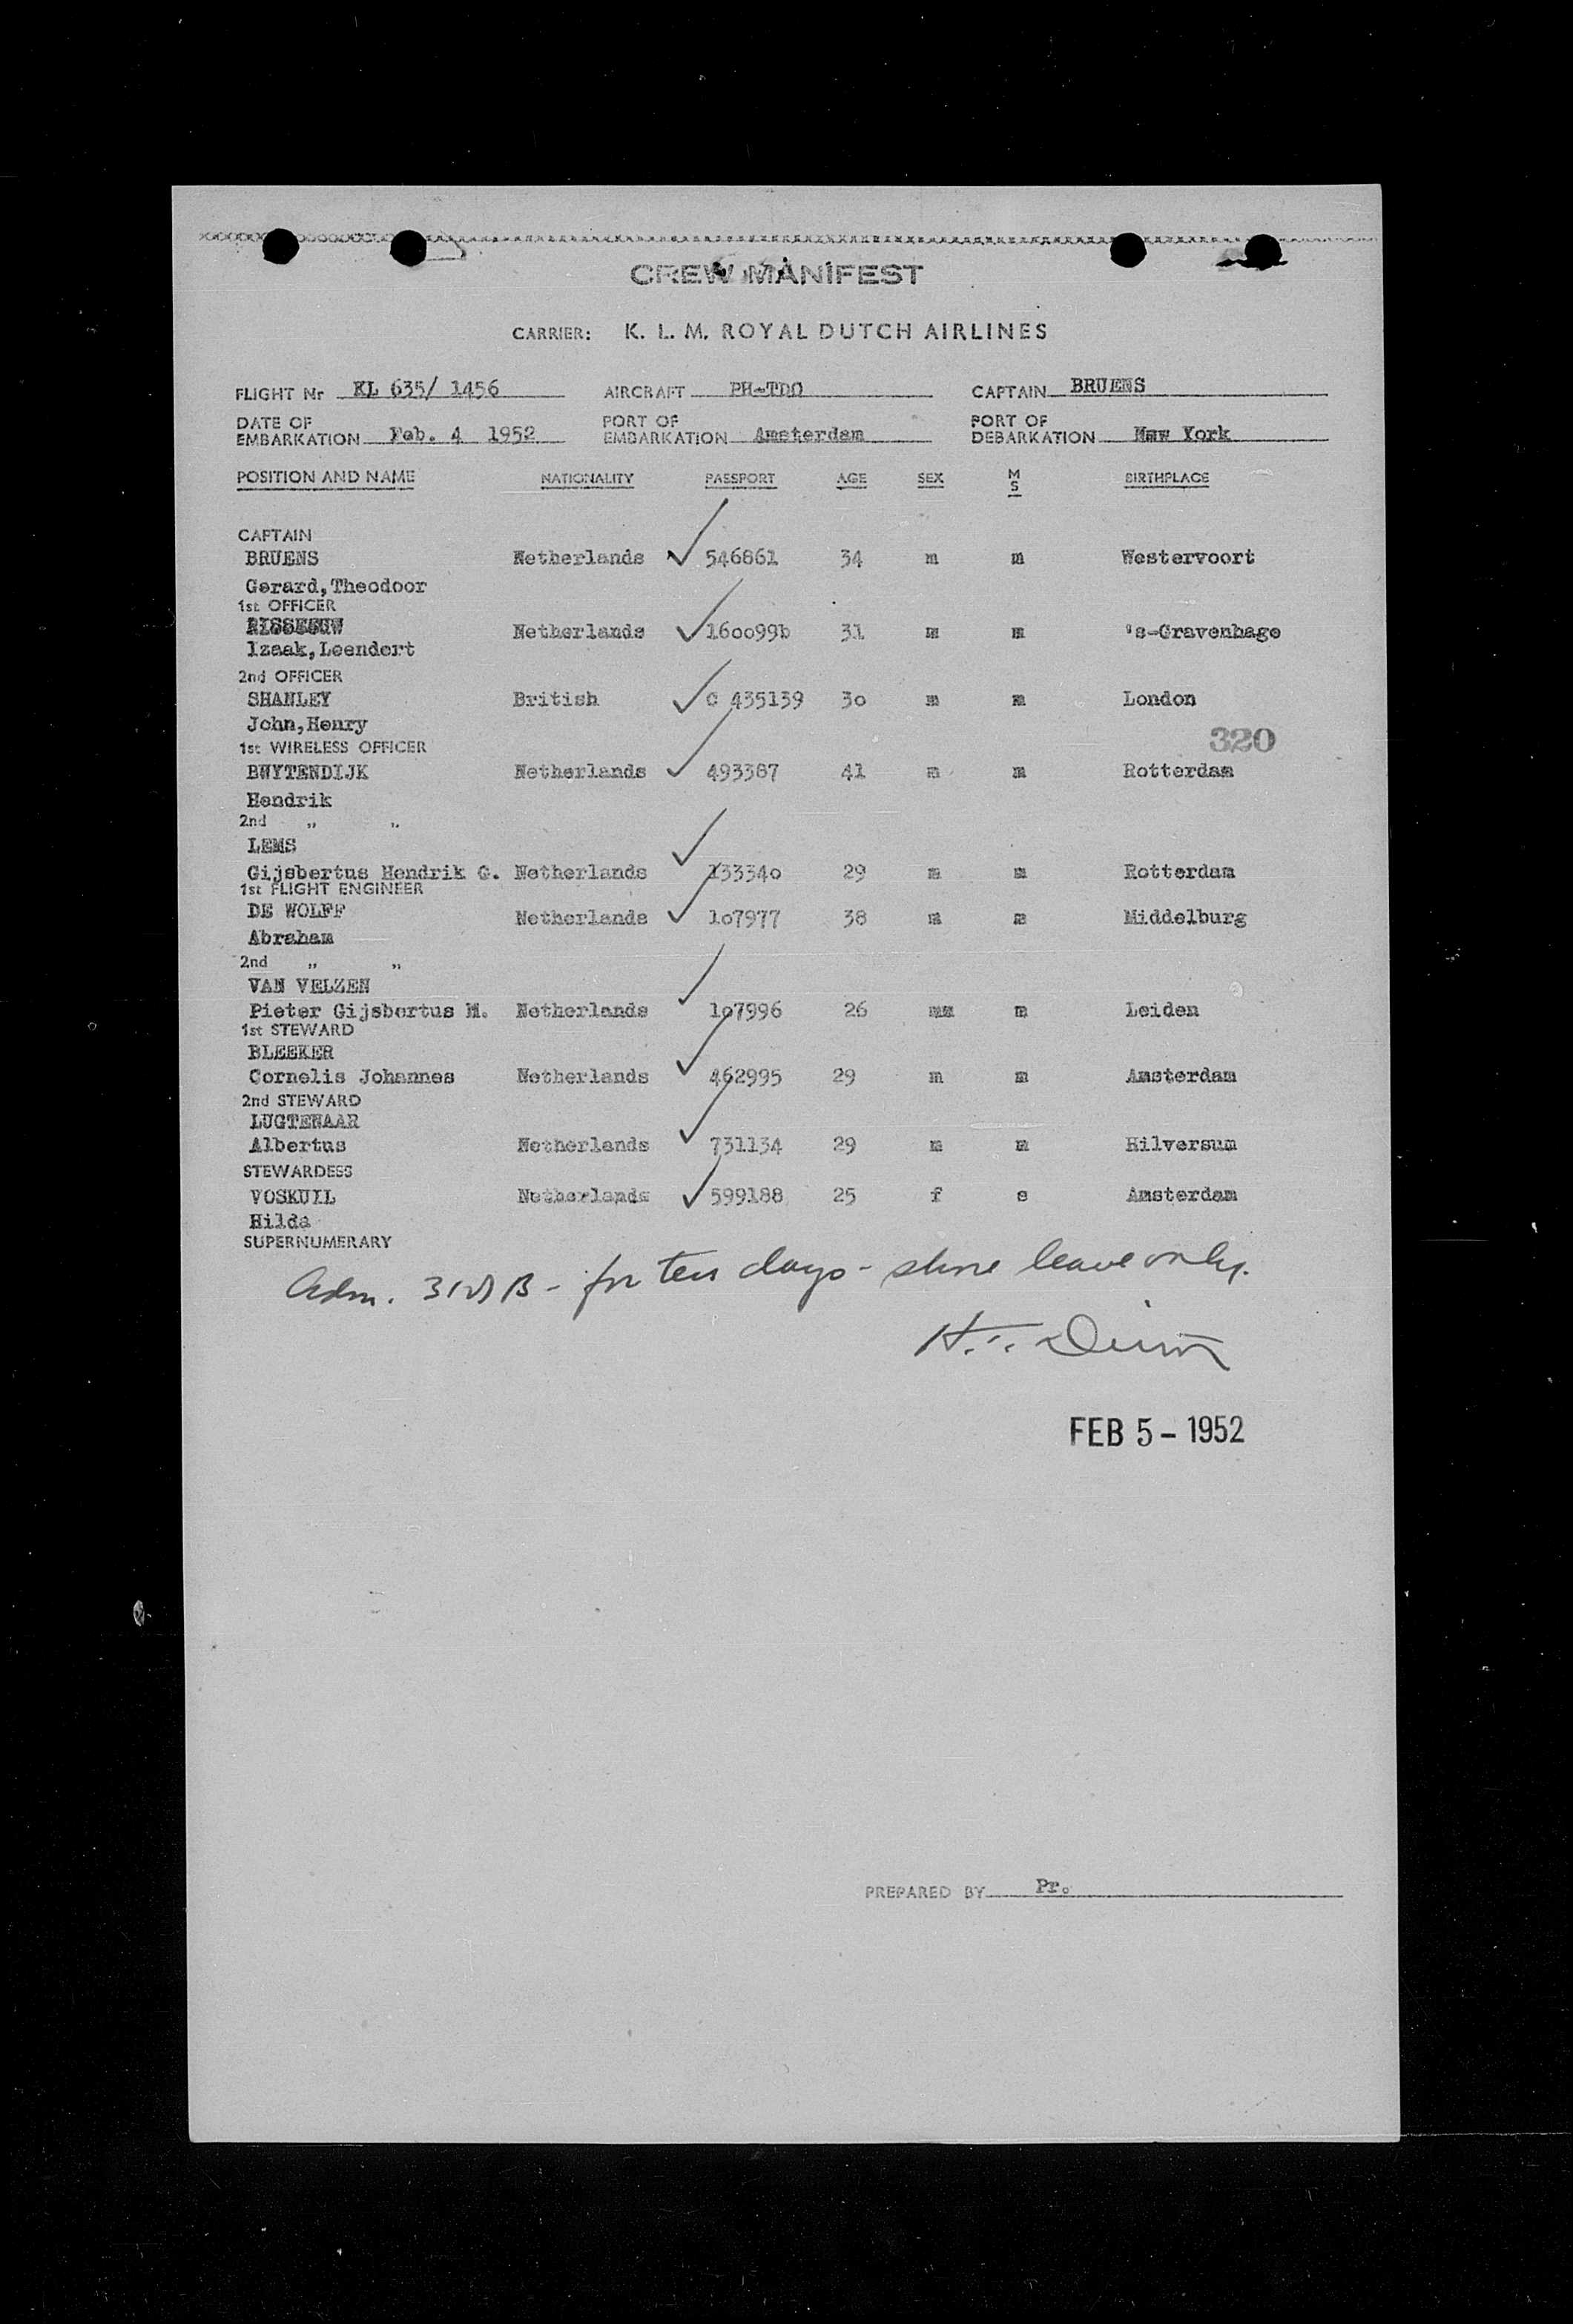 CREW MANIFEST
CARRIER: K. L. M. ROYAL DUTCH AIRLINES
FLIGHT Nr KL 635/ 1456 AIRCRAFT PH-TDO CAPTAIN BRUENS
DATE OF EMBARKATION Feb. 4 1952 PORT OF EMBARKATION Amsterdam PORT OF DEBARKATION New York
POSITION AND NAME NATIONALITY PASSPORT AGE SEX M S BIRTHPLACE
CAPTAIN
BRUENS Netherlands 546861 34 m m Westervoort
Gerard, Theodoor
1st OFFICER
RISSEEUW Netherlands 160099b 31 m m 's-Gravenhage
Izaak, Leendert
2nd OFFICER
SHANLEY British C 435139 30 m m London
John, Henry
320
1st WIRELESS OFFICER
BUYTENDIJK Netherlands 493387 41 m m Rotterdam
Hendrik
2nd " "
LEMS
Gijsbertus Hendrik G. Netherlands 133340 29 m m Rotterdam
1st FLIGHT ENGINEER
DE WOLFF Netherlands 107977 38 m m Middelburg
Abraham
2nd " "
VAN VELZEN
Pieter Gijsbertus M. Netherlands 107996 26 mm m Leiden
1st STEWARD
BLEEKER
Cornelis Johannes Netherlands 462995 29 m m Amsterdam
2nd STEWARD
LUGTENAAR
Albertus Netherlands 731134 29 m m Hilversum
STEWARDESS
VOSKUIL Netherlands 599188 25 f s Amsterdam
Hilda
SUPERNUMERARY
Adm. 3(5) B - for ten days - shore leave only.
FEB 5 - 1952
PREPARED BY Pr.